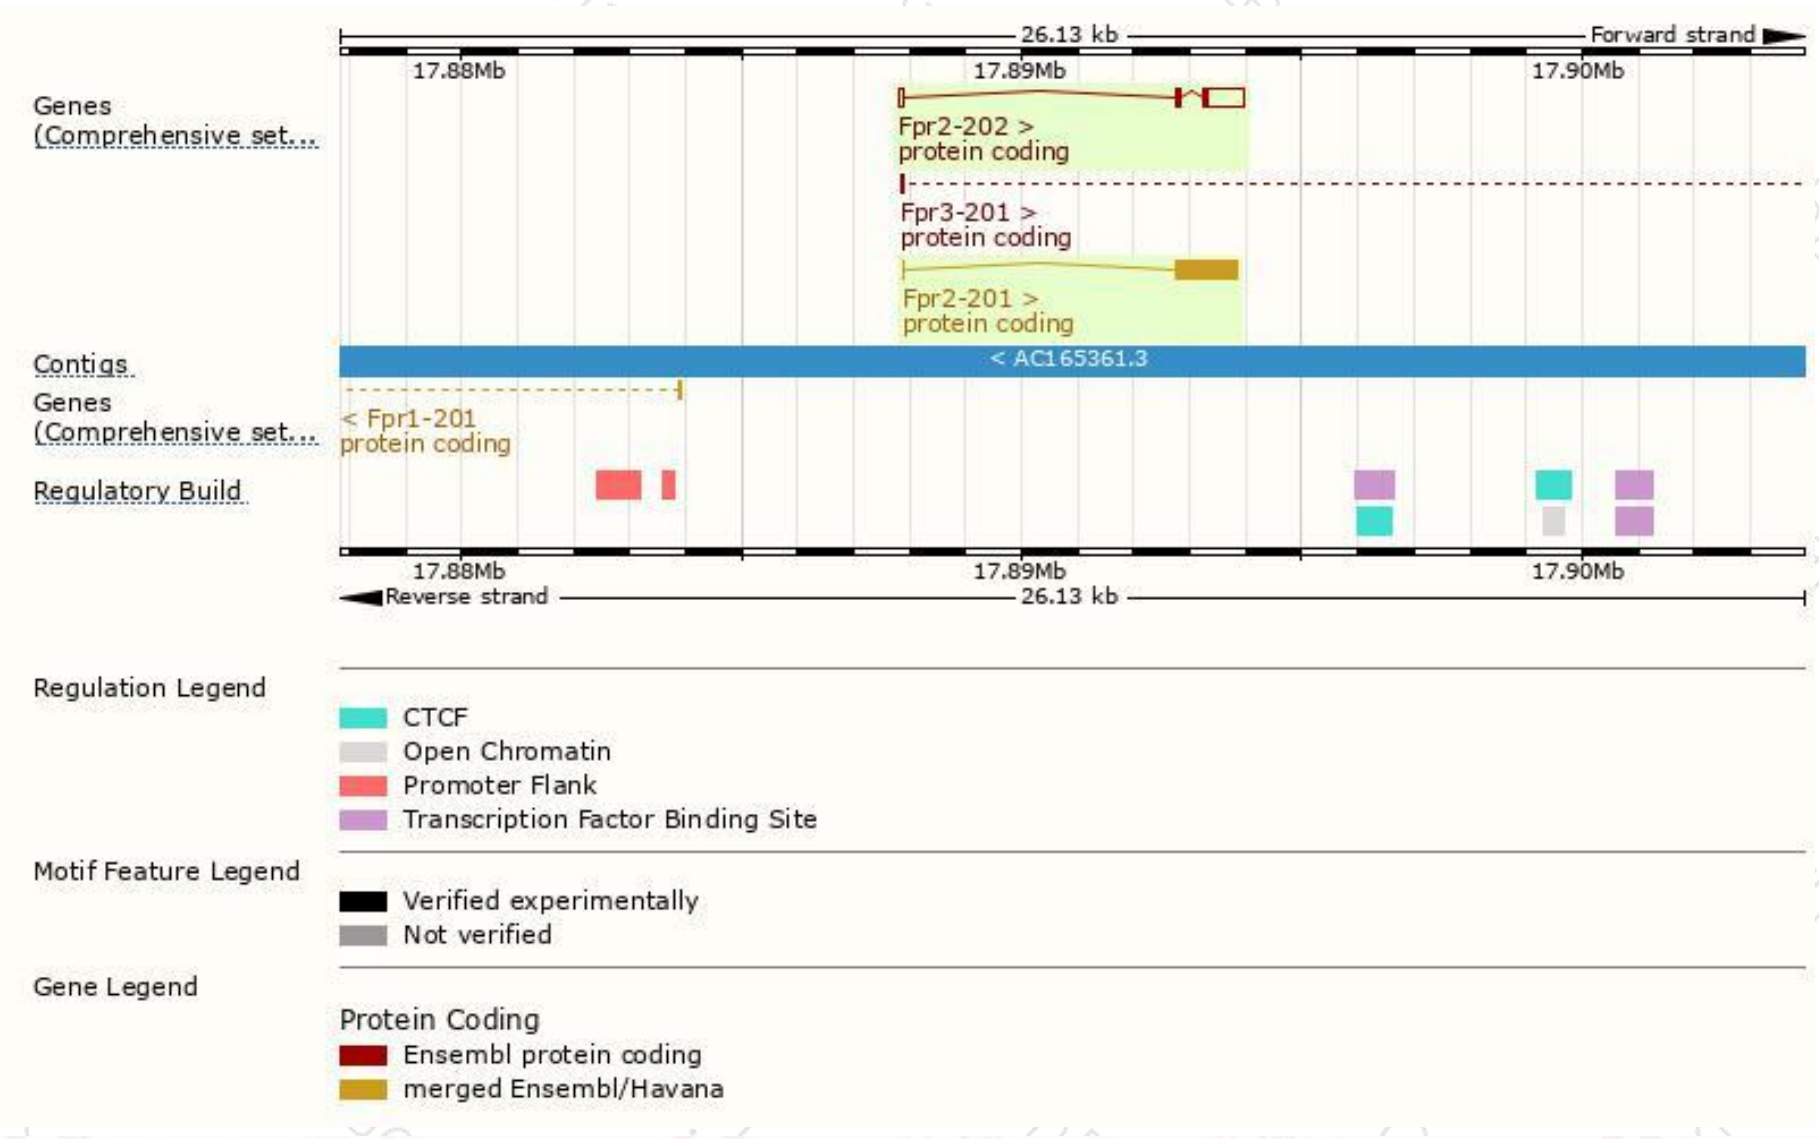 26.13 kb Forward strand
17.88Mb 17.89Mb 17.90Mb
Genes
(Comprehensive set...
Fpr2-202 >
protein coding
Fpr3-201 >
protein coding
Fpr2-201 >
protein coding
Contigs
< AC165361.3
Genes
(Comprehensive set...
< Fpr1-201
protein coding
Regulatory Build
17.88Mb 17.89Mb 17.90Mb
Reverse strand 26.13 kb
Regulation Legend
CTCF
Open Chromatin
Promoter Flank
Transcription Factor Binding Site
Motif Feature Legend
Verified experimentally
Not verified
Gene Legend
Protein Coding
Ensembl protein coding
merged Ensembl/Havana